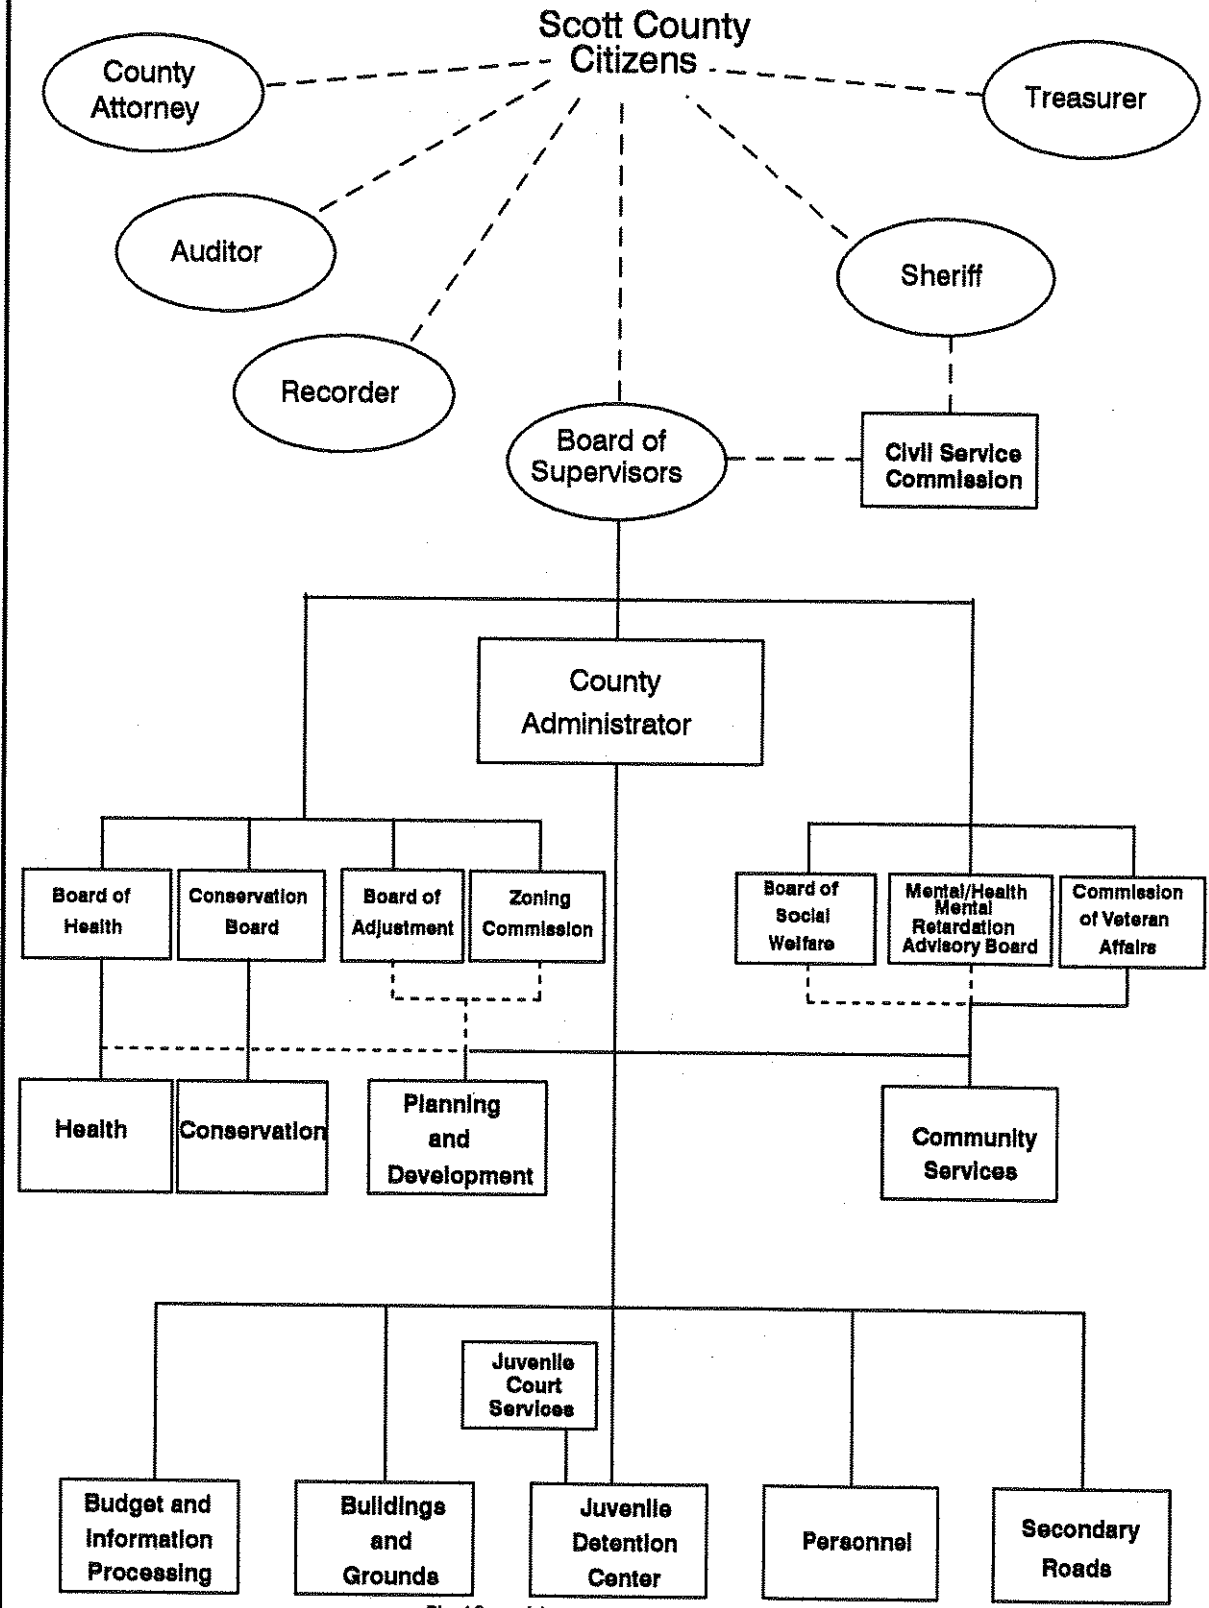 Scott County
Citizens
County
Attorney
Treasurer
Auditor
Sheriff
Recorder
Board of
Supervisors
Civil Service
Commission
County
Administrator
Board of
Health
Conservation
Board
Board of
Adjustment
Zoning
Commission
Board of
Social
Welfare
Mental/Health
Mental
Retardation
Advisory Board
Commission
of Veteran
Affairs
Health
Conservation
Planning
and
Development
Community
Services
Juvenile
Court
Services
Budget and
Information
Processing
Buildings
and
Grounds
Juvenile
Detention
Center
Personnel
Secondary
Roads